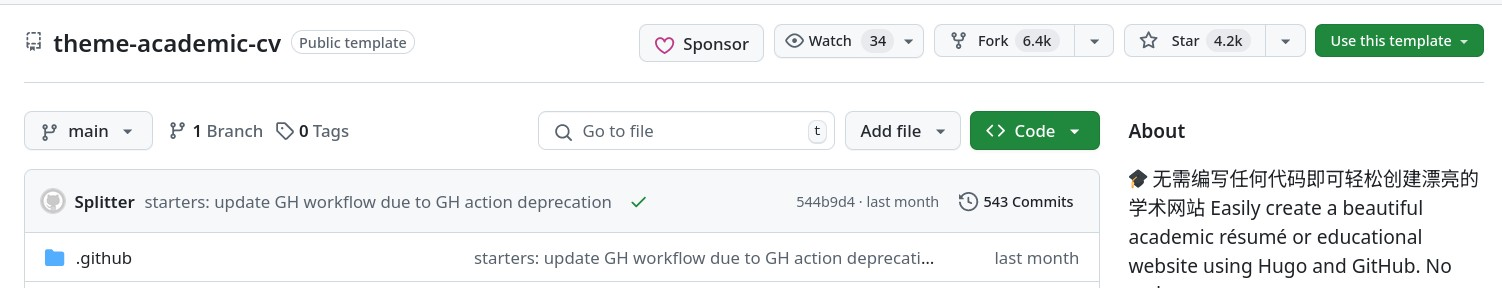 theme-academic-cv Public template Sponsor Watch 34 Fork 6.4k Star 4.2k Use this template
main 1 Branch 0 Tags Go to file t Add file Code About
Splitter starters: update GH workflow due to GH action deprecation 544b9d4 · last month 543 Commits
.github starters: update GH workflow due to GH action deprecati... last month
🎓 无需编写任何代码即可轻松创建漂亮的
学术网站 Easily create a beautiful
academic résumé or educational
website using Hugo and GitHub. No